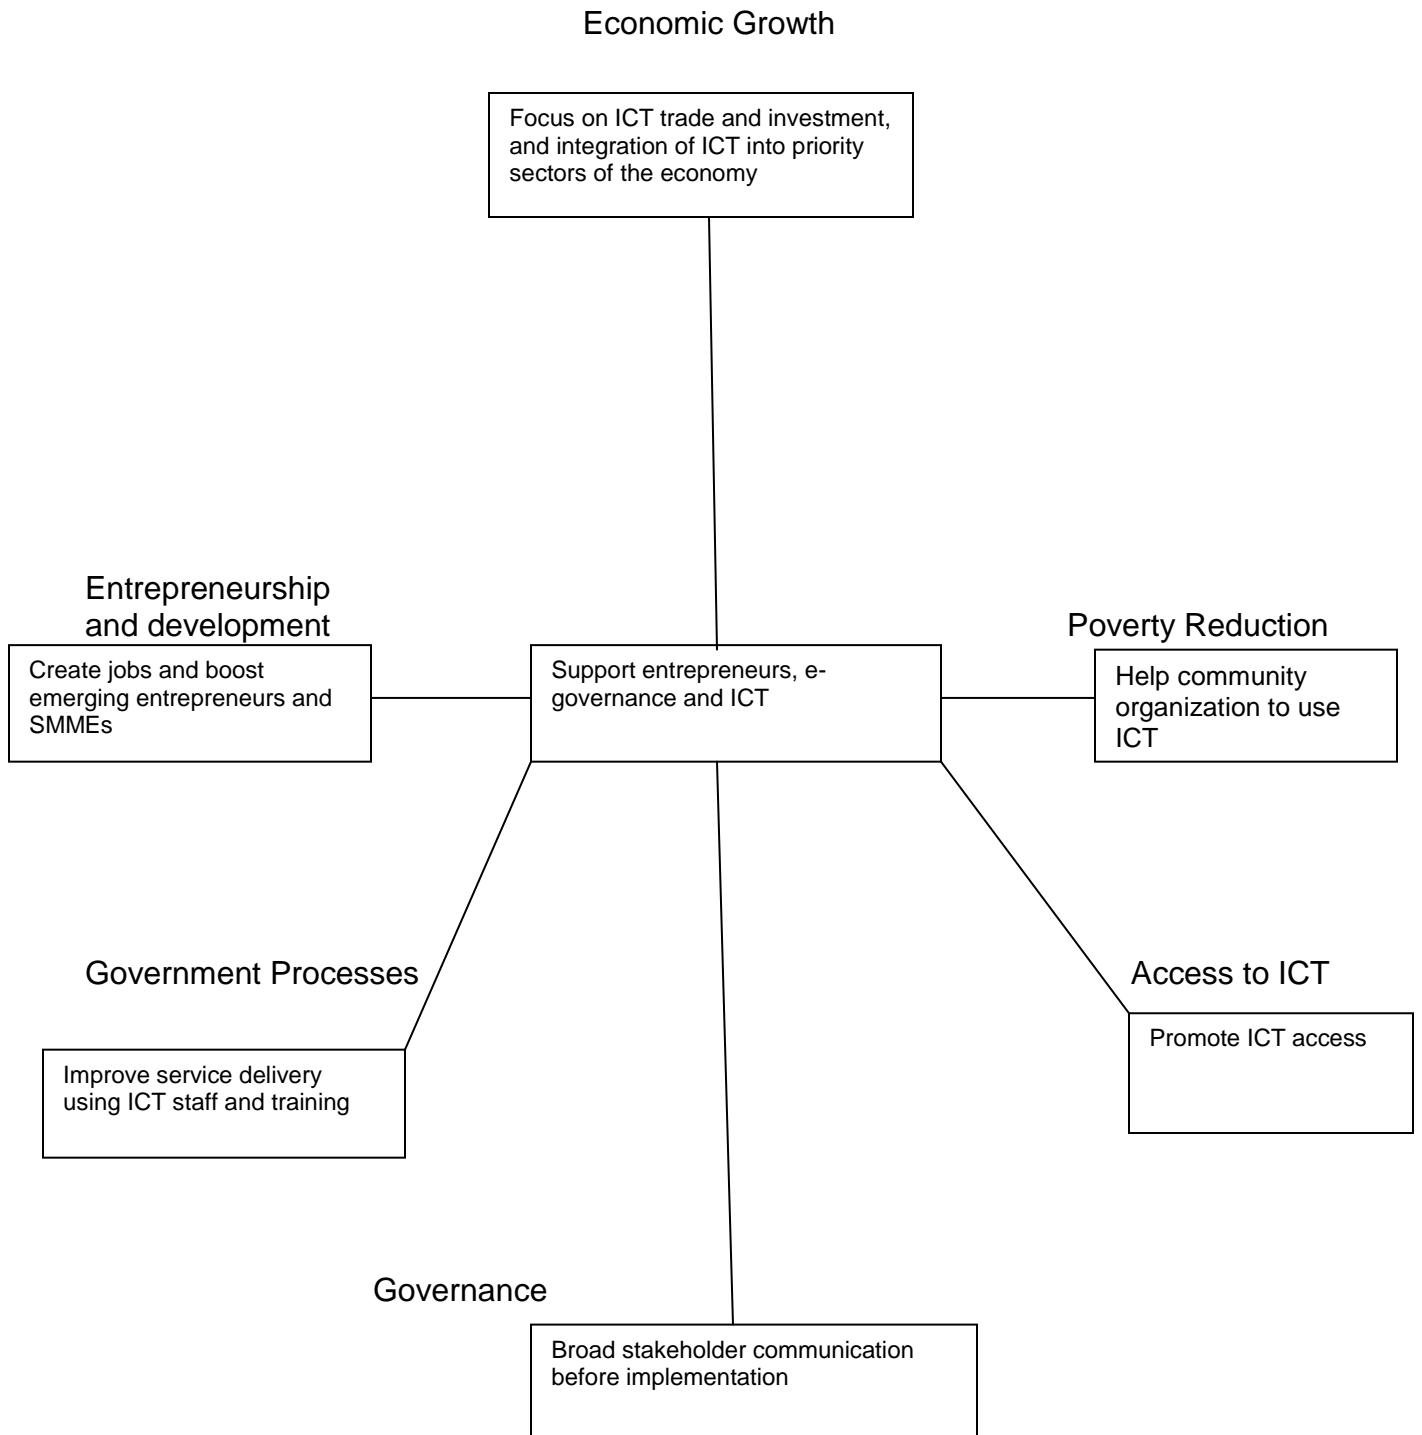 Economic Growth
Focus on ICT trade and investment,
and integration of ICT into priority
sectors of the economy
Entrepreneurship
and development
Create jobs and boost
emerging entrepreneurs and
SMMEs
Support entrepreneurs, e-
governance and ICT
Poverty Reduction
Help community
organization to use
ICT
Government Processes
Improve service delivery
using ICT staff and training
Access to ICT
Promote ICT access
Governance
Broad stakeholder communication
before implementation